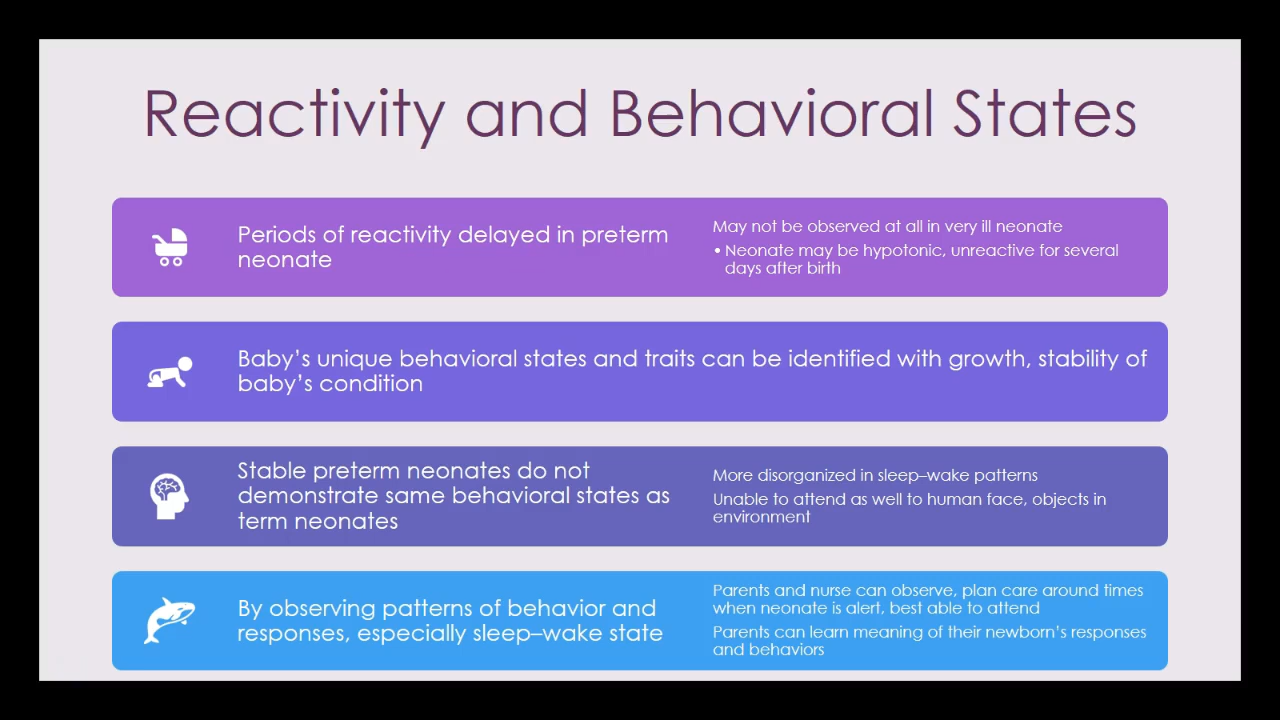 Reactivity and Behavioral States
Periods of reactivity delayed in preterm
neonate
May not be observed at all in very ill neonate
• Neonate may be hypotonic, unreactive for several
days after birth
Baby’s unique behavioral states and traits can be identified with growth, stability of
baby’s condition
Stable preterm neonates do not
demonstrate same behavioral states as
term neonates
More disorganized in sleep–wake patterns
Unable to attend as well to human face, objects in
environment
By observing patterns of behavior and
responses, especially sleep–wake state
Parents and nurse can observe, plan care around times
when neonate is alert, best able to attend
Parents can learn meaning of their newborn’s responses
and behaviors